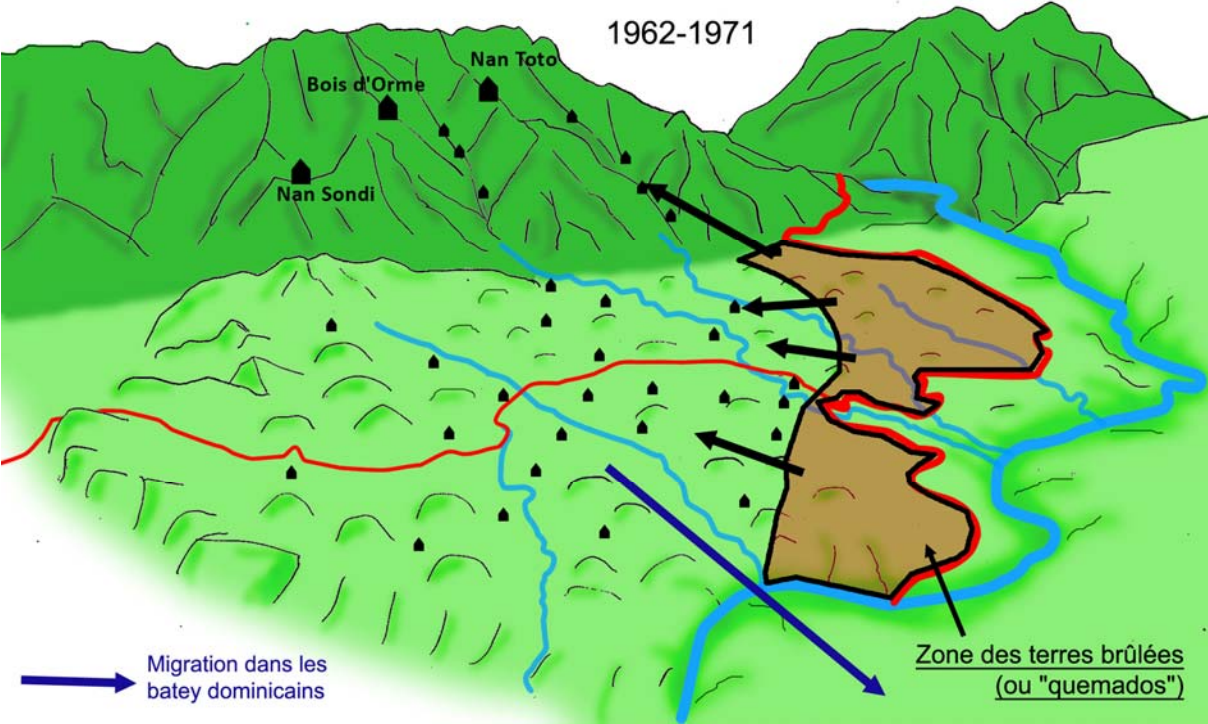 1962-1971
Nan Toto
Bois d'Orme
Nan Sondi
Migration dans les
batey dominicains
Zone des terres brûlées
(ou "quemados")